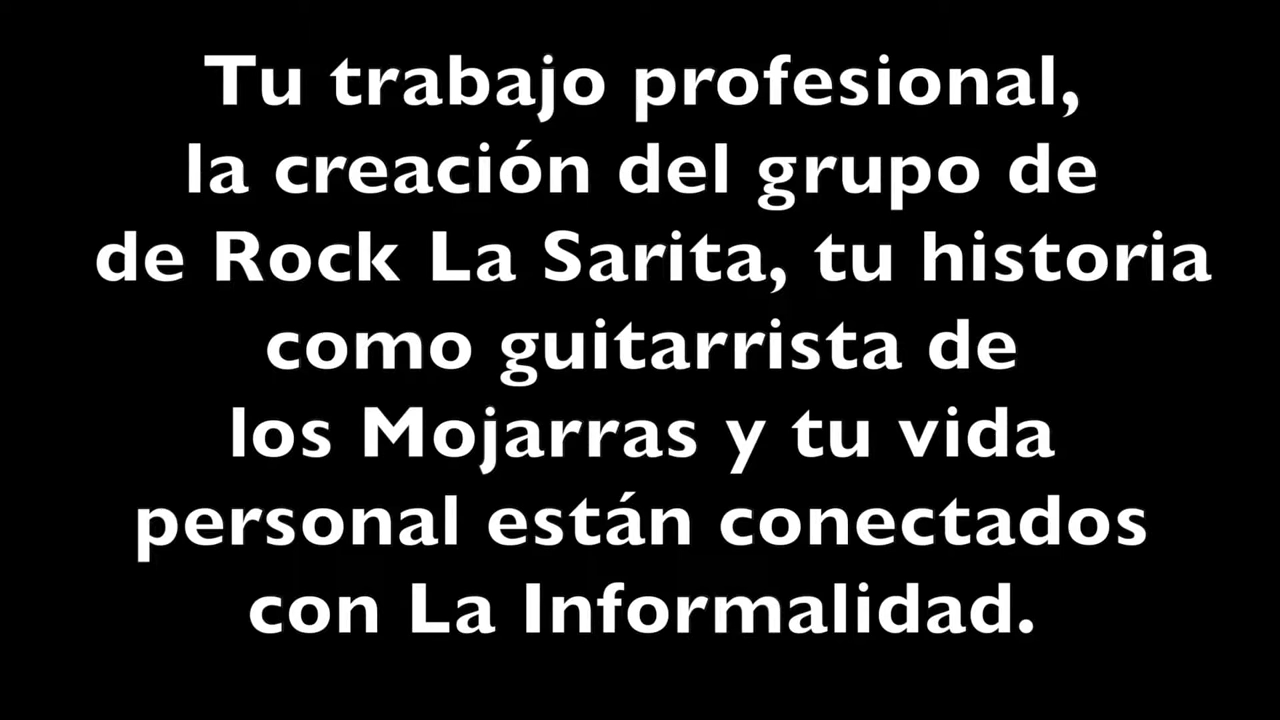 Tu trabajo profesional,
la creación del grupo de
de Rock La Sarita, tu historia
como guitarrista de
los Mojarras y tu vida
personal están conectados
con La Informalidad.